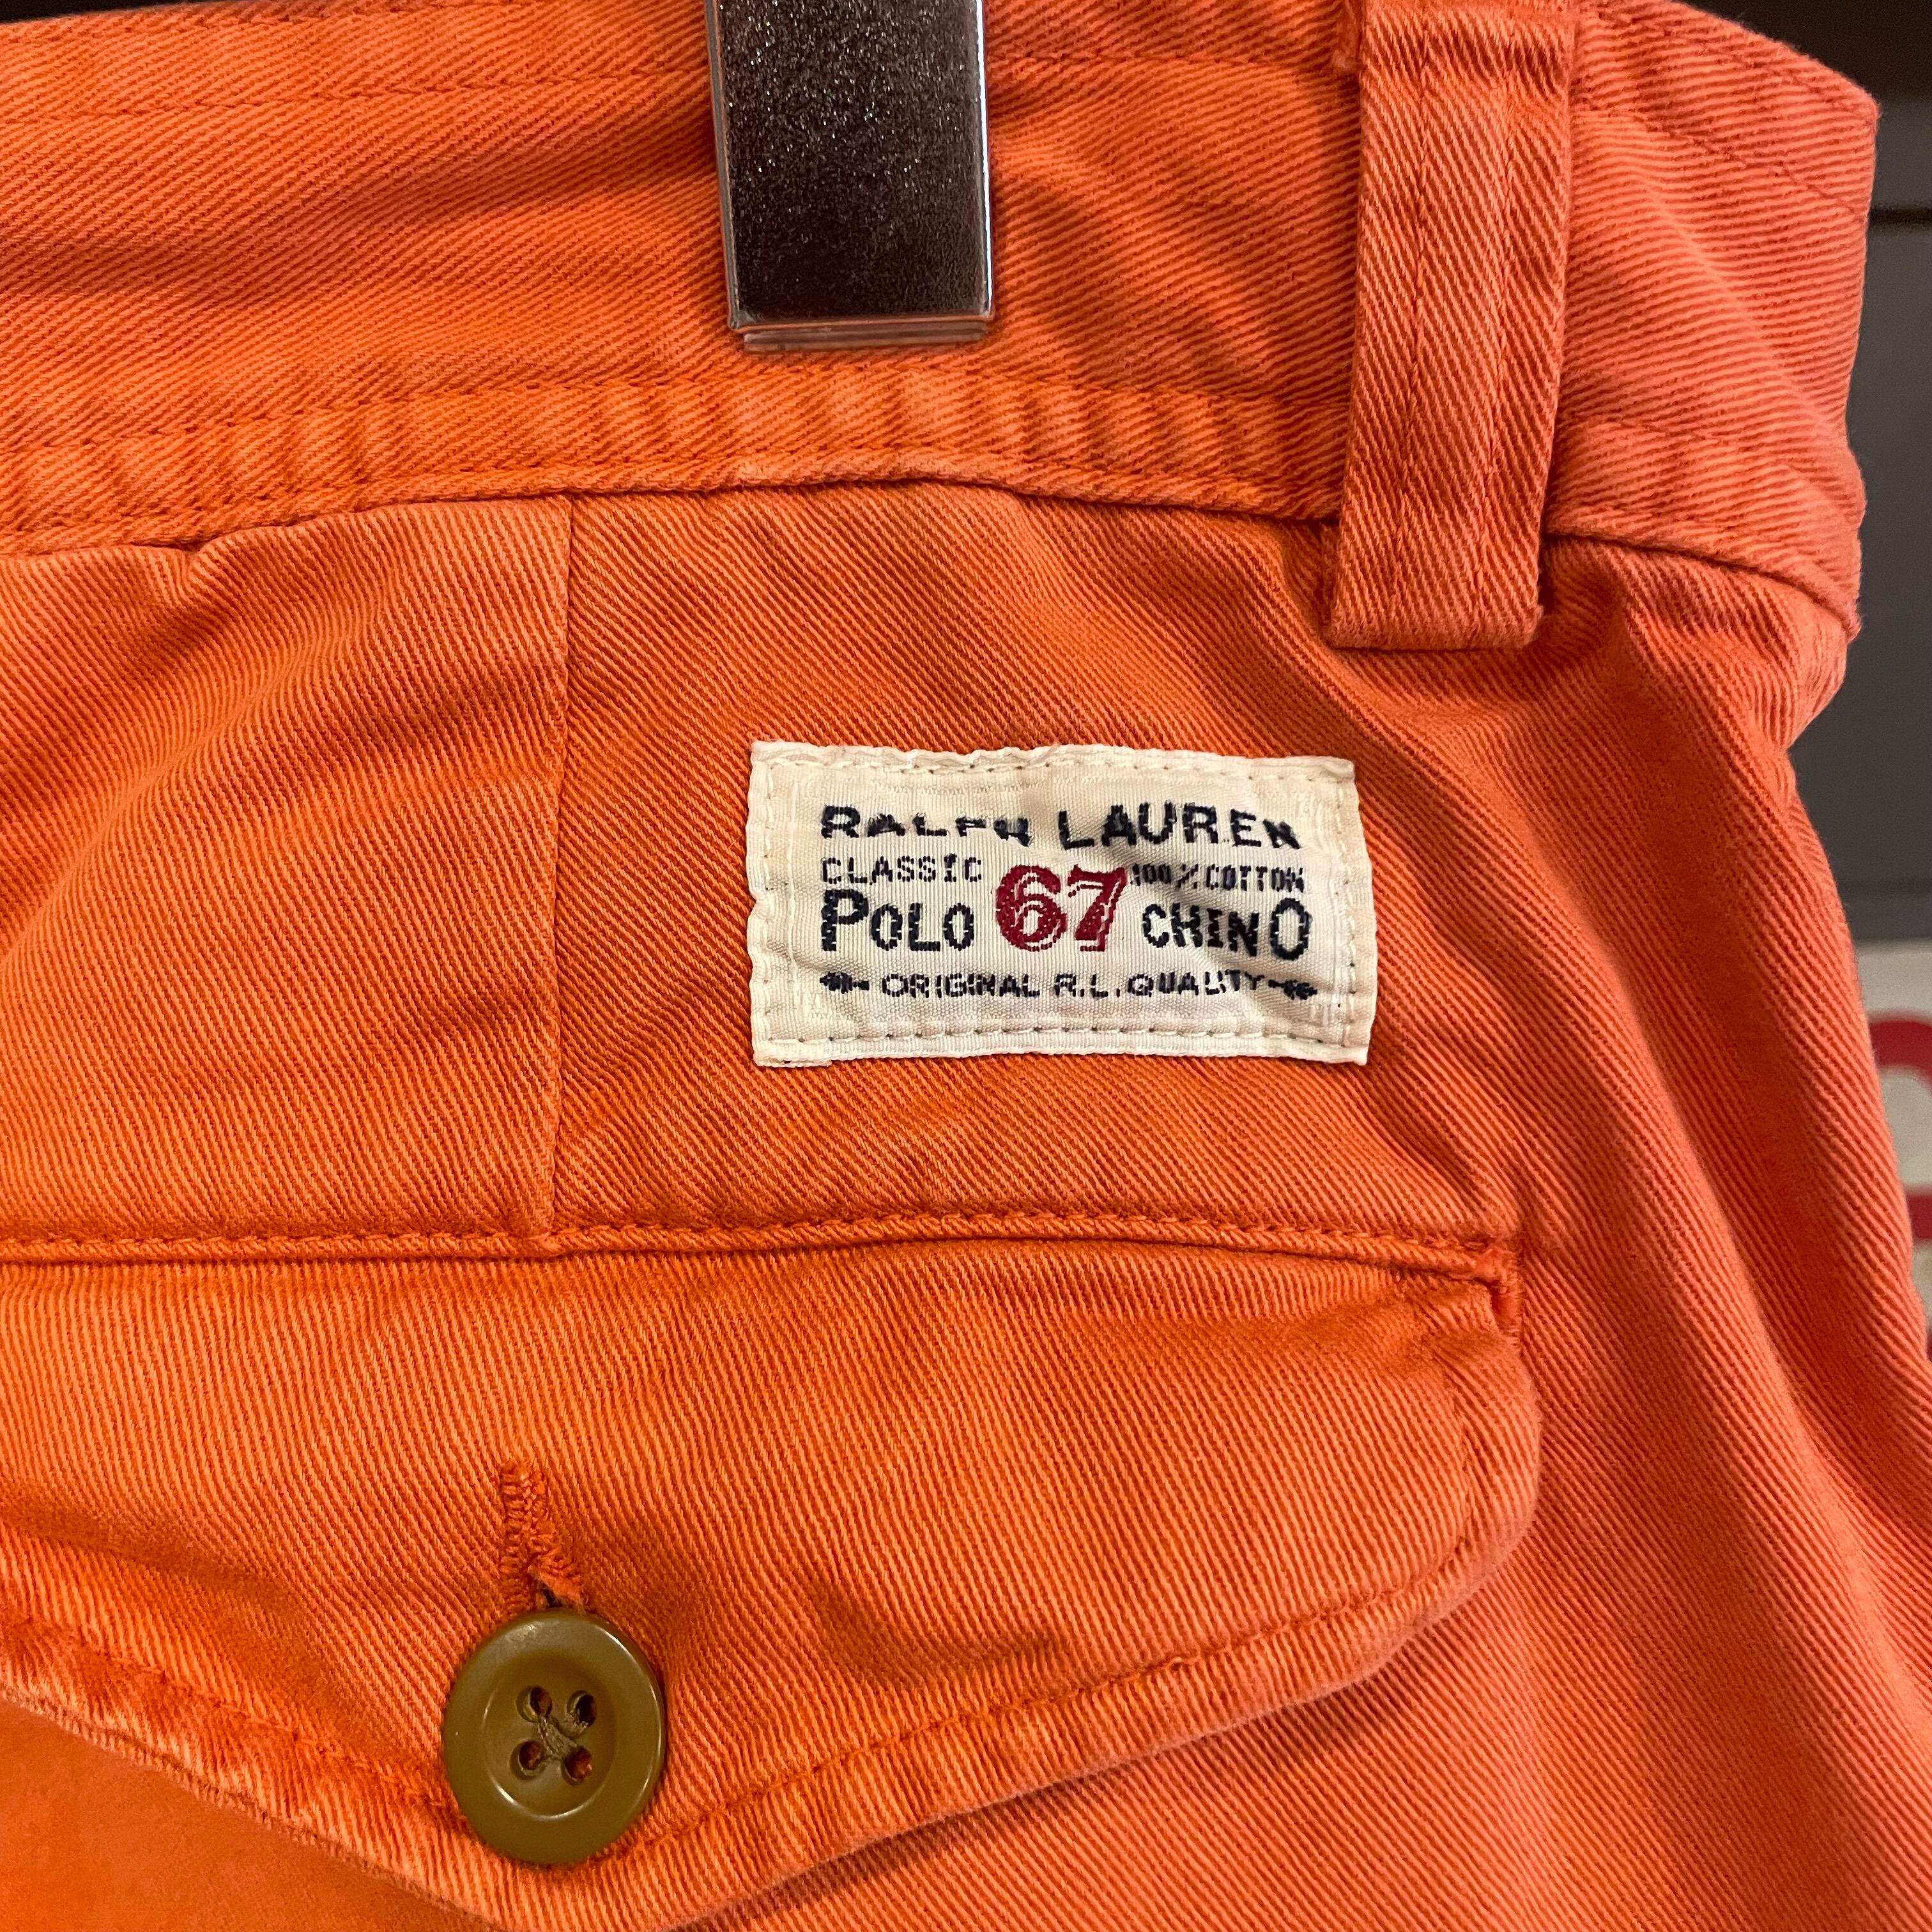 RALPH LAUREN
CLASSIC 67 100% COTTON
POLO CHINO
ORIGINAL R.L. QUALITY